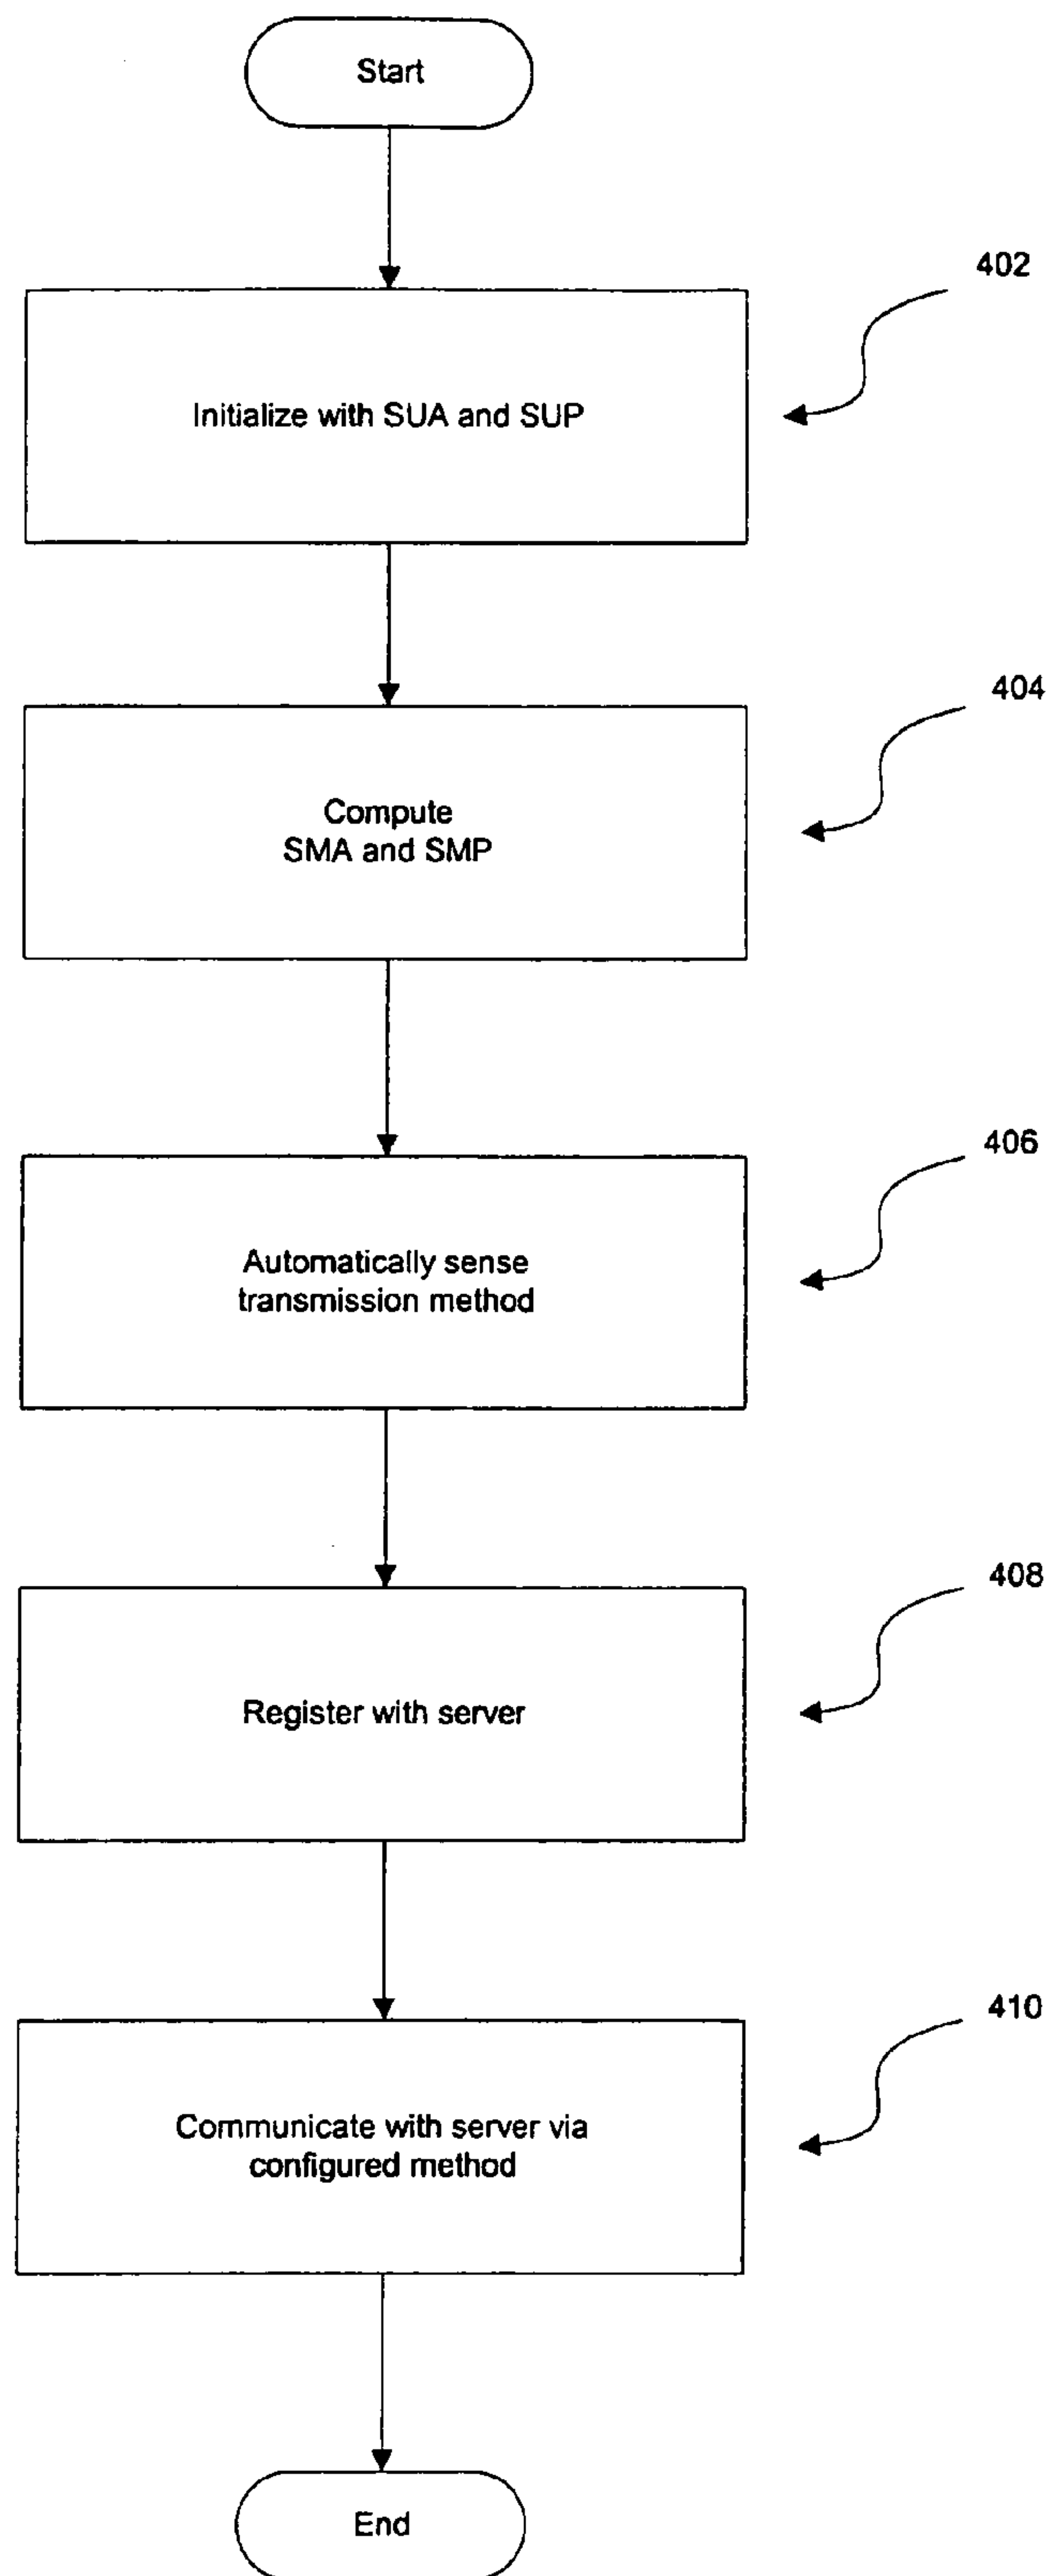 Start
402
Initialize with SUA and SUP
404
Compute
SMA and SMP
406
Automatically sense
transmission method
408
Register with server
410
Communicate with server via
configured method
End